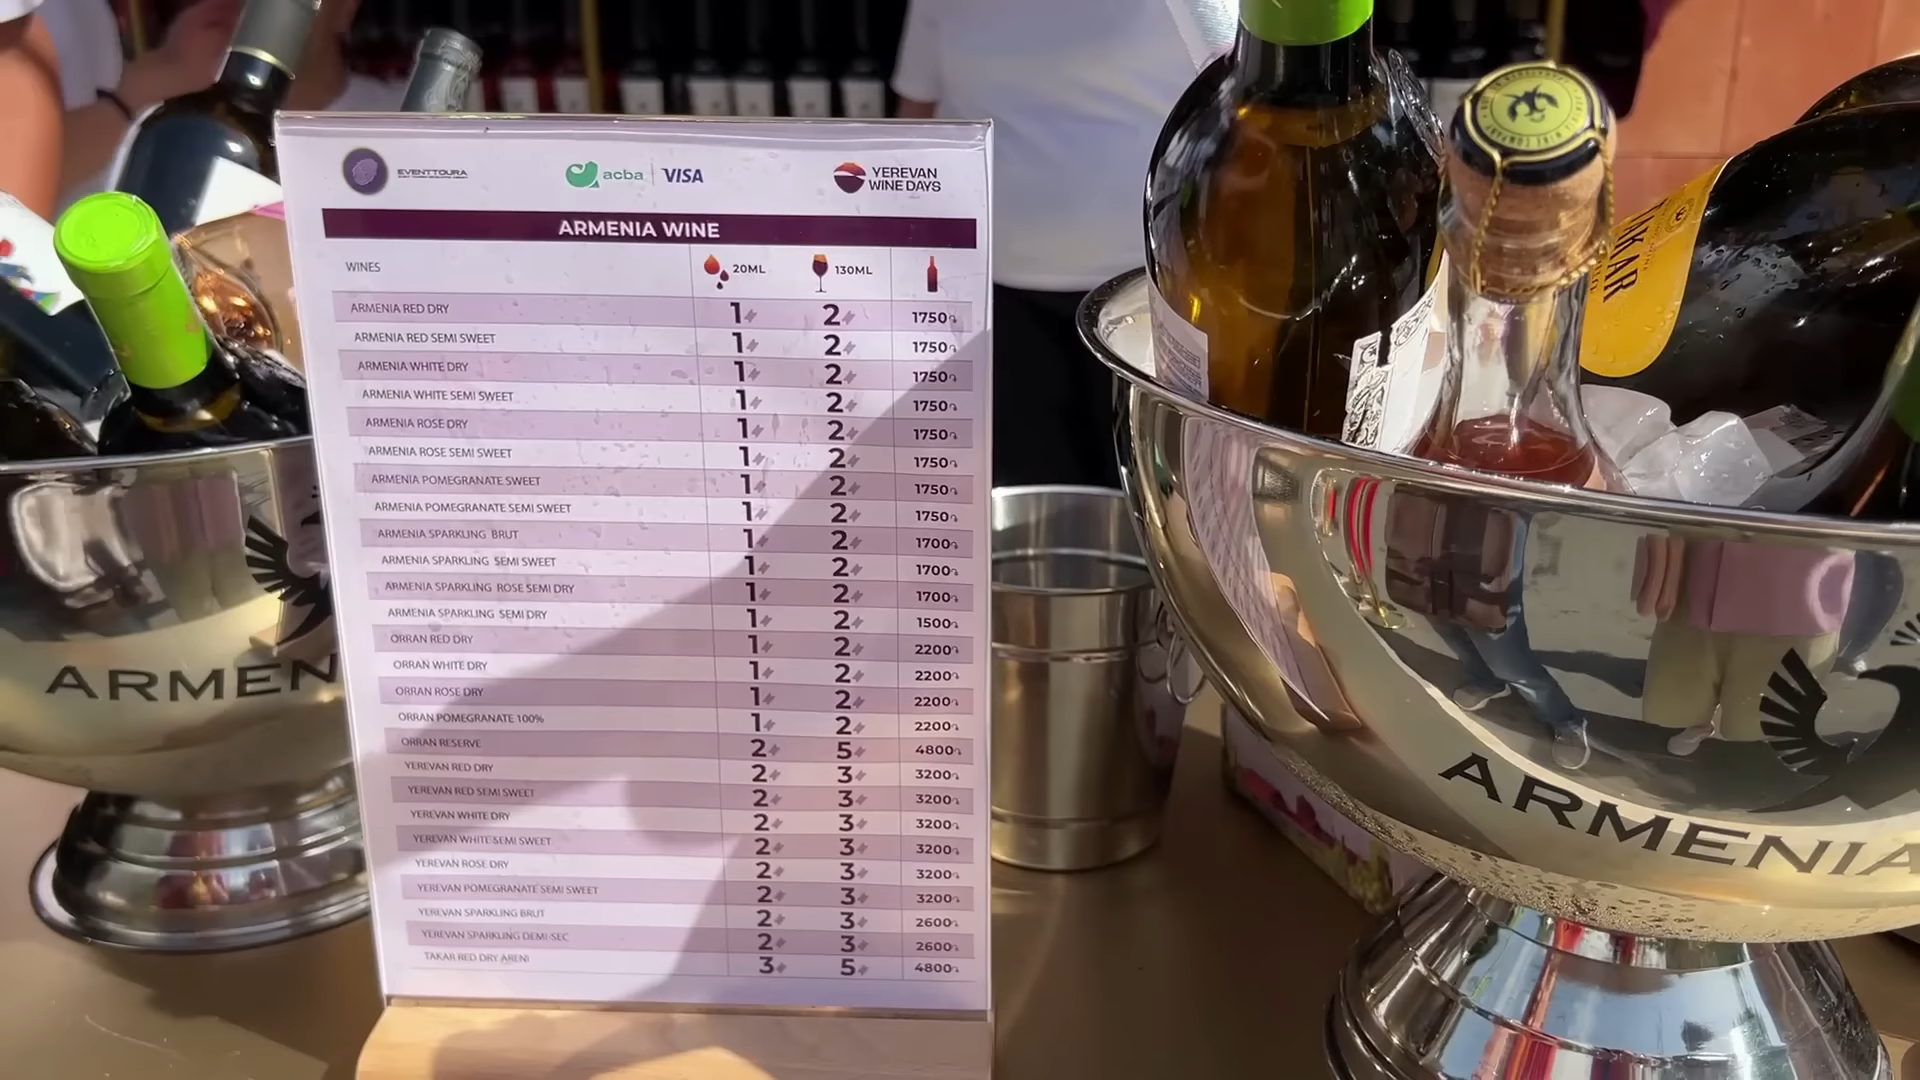 EVENTTOURA
acba VISA
YEREVAN
WINE DAYS
ARMENIA WINE
WINES 20ML 130ML
ARMENIA RED DRY 1 2 1750֏
ARMENIA RED SEMI SWEET 1 2 1750֏
ARMENIA WHITE DRY 1 2 1750֏
ARMENIA WHITE SEMI SWEET 1 2 1750֏
ARMENIA ROSE DRY 1 2 1750֏
ARMENIA ROSE SEMI SWEET 1 2 1750֏
ARMENIA POMEGRANATE SWEET 1 2 1750֏
ARMENIA POMEGRANATE SEMI SWEET 1 2 1750֏
ARMENIA SPARKLING BRUT 1 2 1700֏
ARMENIA SPARKLING SEMI SWEET 1 2 1700֏
ARMENIA SPARKLING ROSE SEMI DRY 1 2 1700֏
ARMENIA SPARKLING SEMI DRY 1 2 1500֏
ORRAN RED DRY 1 2 2200֏
ORRAN WHITE DRY 1 2 2200֏
ORRAN ROSE DRY 1 2 2200֏
ORRAN POMEGRANATE 100% 1 2 2200֏
ORRAN RESERVE 2 5 4800֏
YEREVAN RED DRY 2 3 3200֏
YEREVAN RED SEMI SWEET 2 3 3200֏
YEREVAN WHITE DRY 2 3 3200֏
YEREVAN WHITE SEMI SWEET 2 3 3200֏
YEREVAN ROSE DRY 2 3 3200֏
YEREVAN POMEGRANATE SEMI SWEET 2 3 3200֏
YEREVAN SPARKLING BRUT 2 3 2600֏
YEREVAN SPARKLING DEMI-SEC 2 3 2600֏
TAKAR RED DRY ARENI 3 5 4800֏
ARMEN
TAKAR
ARMENIA